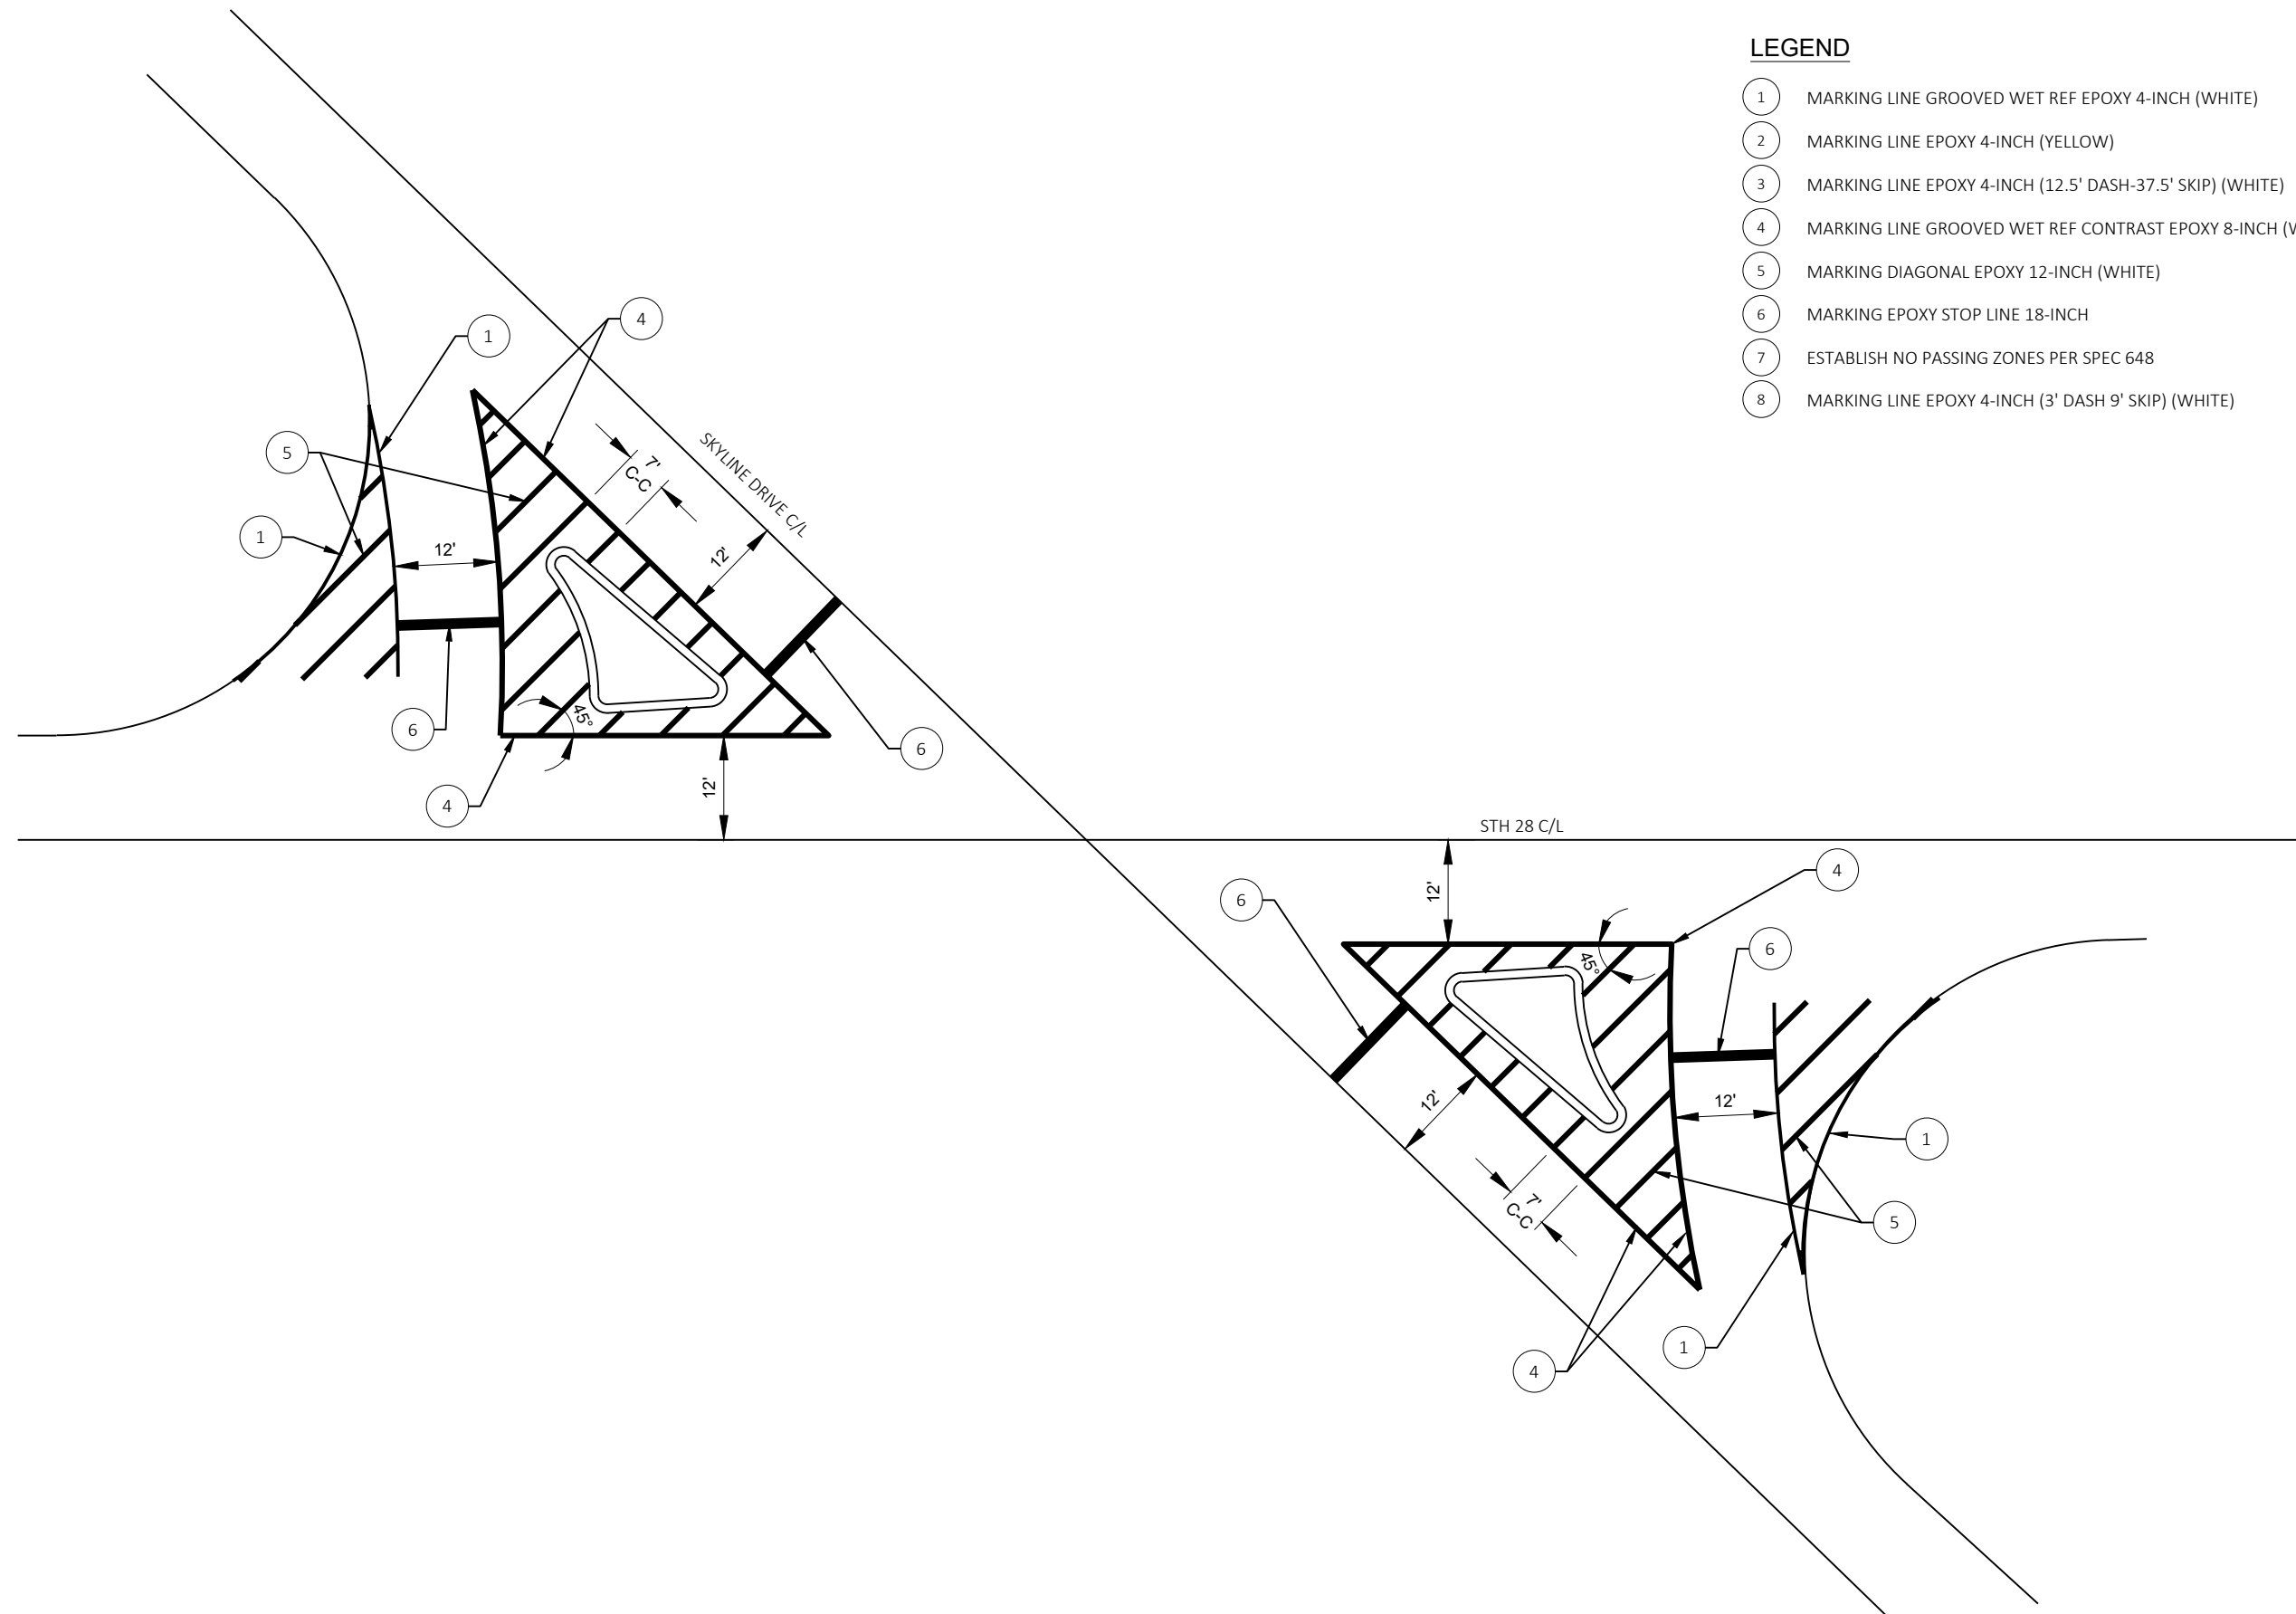 LEGEND
1 MARKING LINE GROOVED WET REF EPOXY 4-INCH (WHITE)
2 MARKING LINE EPOXY 4-INCH (YELLOW)
3 MARKING LINE EPOXY 4-INCH (12.5' DASH-37.5' SKIP) (WHITE)
4 MARKING LINE GROOVED WET REF CONTRAST EPOXY 8-INCH
5 MARKING DIAGONAL EPOXY 12-INCH (WHITE)
6 MARKING EPOXY STOP LINE 18-INCH
7 ESTABLISH NO PASSING ZONES PER SPEC 648
8 MARKING LINE EPOXY 4-INCH (3' DASH 9' SKIP) (WHITE)
4
1
SKYLINE DRIVE C/L
5
7'
C-C
1
12'
12'
45°
6
6
4
12'
STH 28 C/L
4
12'
6
6
45°
12'
12'
1
7'
C-C
5
1
4